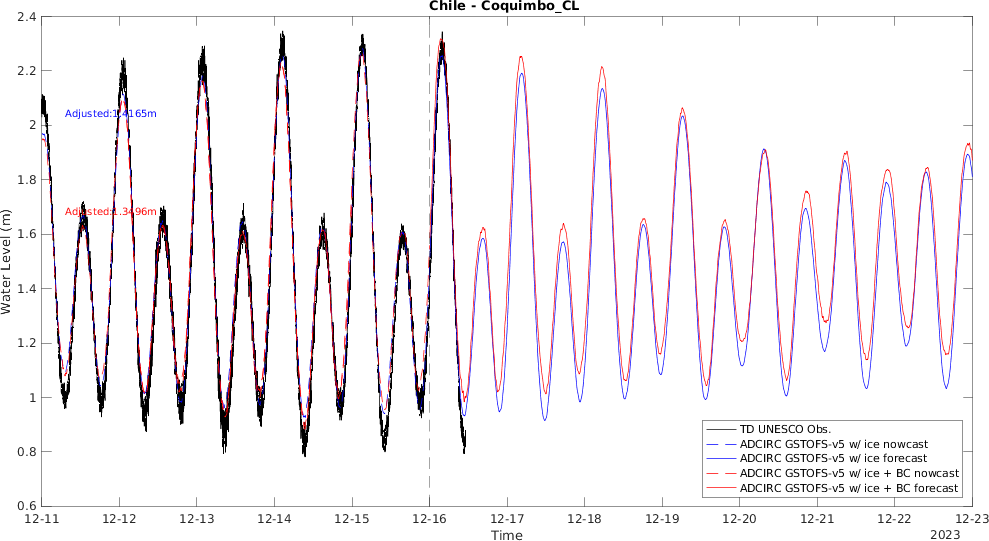 Chile - Coquimbo_CL
2.4
2.2
2
1.8
1.6
1.4
1.2
1
0.8
0.6
Water Level (m)
Adjusted:1.4165m
Adjusted:1.3496m
TD UNESCO Obs.
ADCIRC GSTOFS-v5 w/ ice nowcast
ADCIRC GSTOFS-v5 w/ ice forecast
ADCIRC GSTOFS-v5 w/ ice + BC nowcast
ADCIRC GSTOFS-v5 w/ ice + BC forecast
12-11 12-12 12-13 12-14 12-15 12-16 12-17 12-18 12-19 12-20 12-21 12-22 12-23
Time
2023